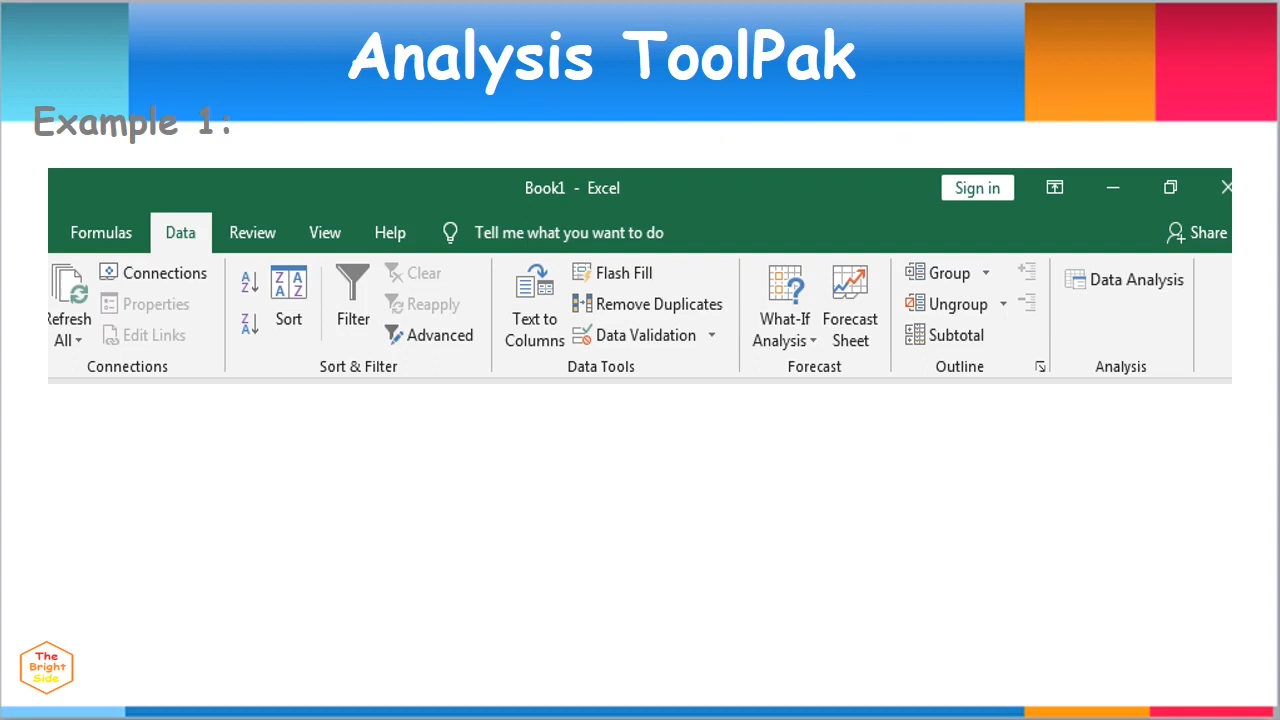 Analysis ToolPak
Example 1:
Book1 - Excel
Sign in
Formulas Data Review View Help Tell me what you want to do Share
Refresh All
Connections
Properties
Edit Links
Connections
Sort
Filter
Clear
Reapply
Advanced
Sort & Filter
Text to
Columns
Flash Fill
Remove Duplicates
Data Validation
Data Tools
What-If
Analysis
Forecast
Sheet
Forecast
Group
Ungroup
Subtotal
Outline
Data Analysis
Analysis
The
Bright
Side